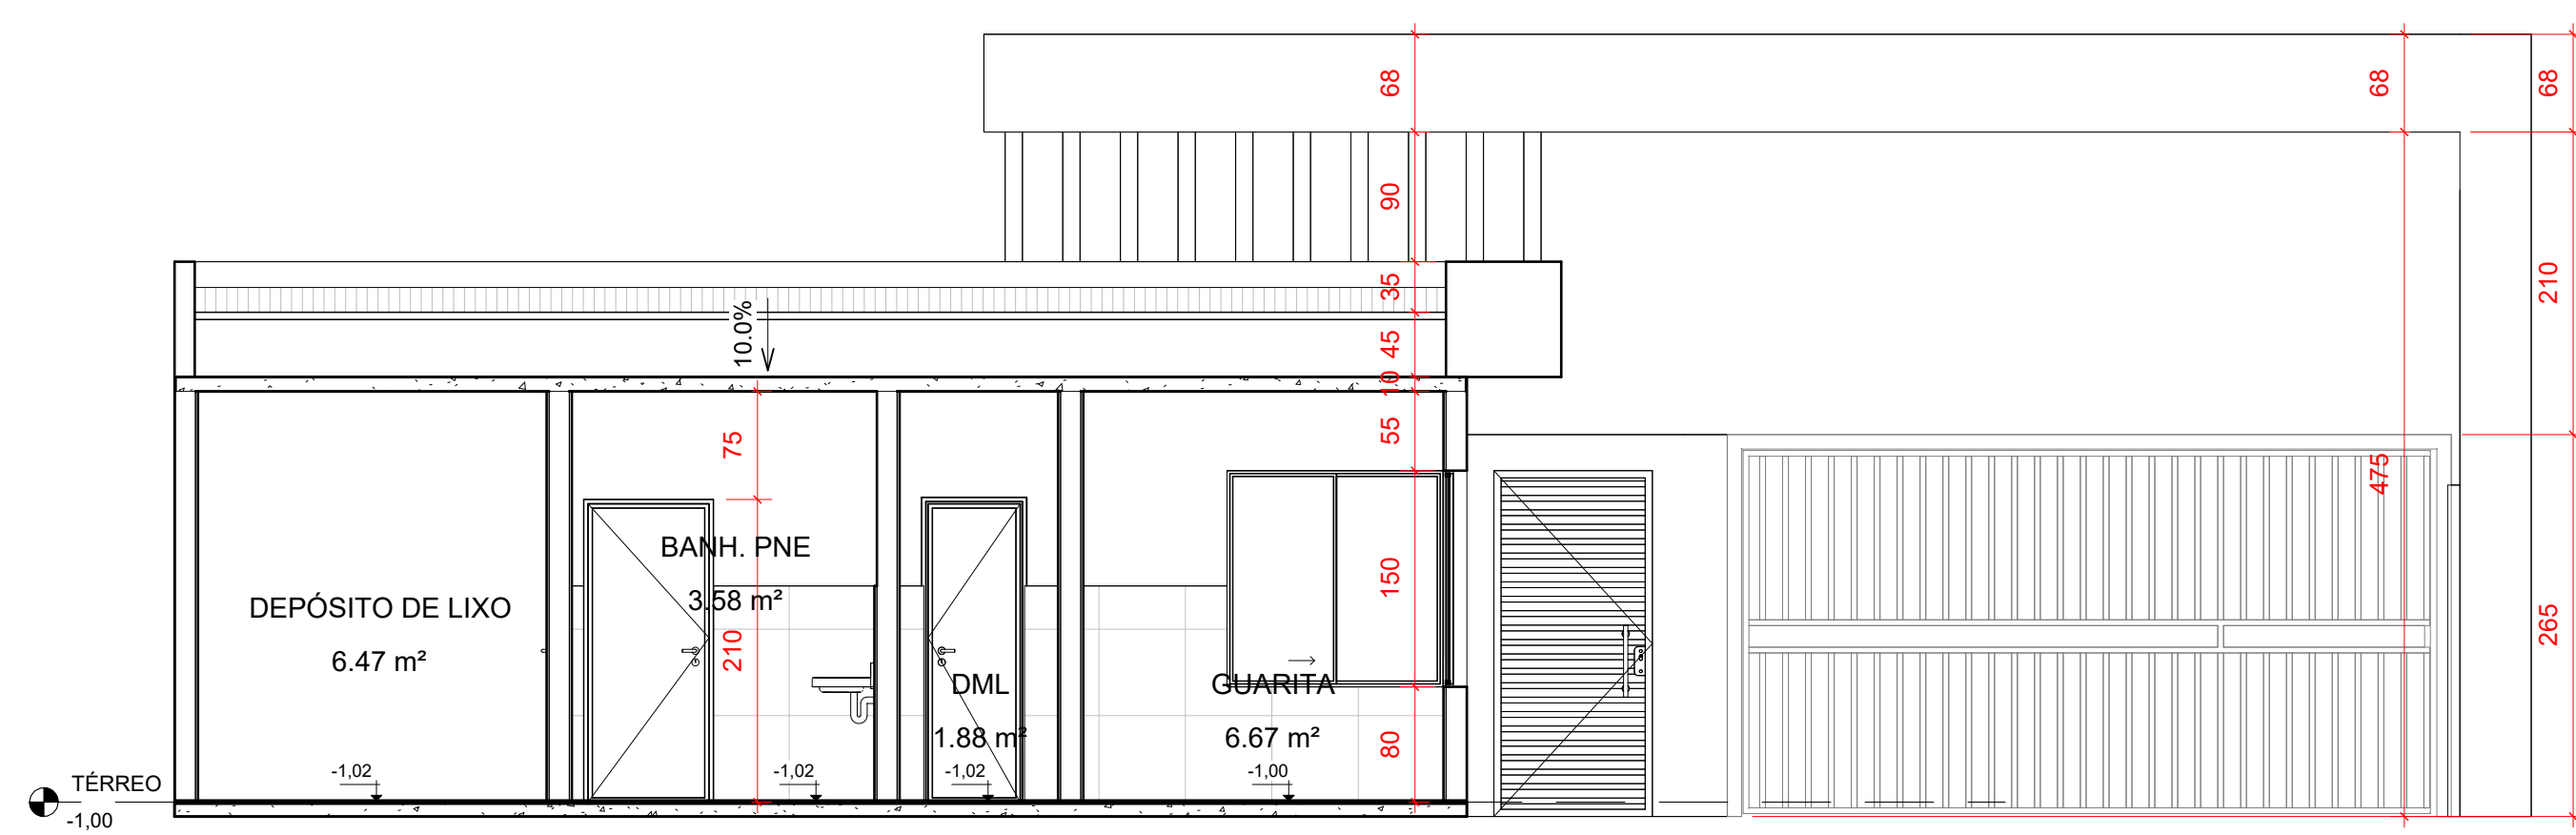 68
68
68
90
210
35
10.0%
45
10
55
75
475
BANH. PNE
3.58 m²
150
DEPÓSITO DE LIXO
6.47 m²
210
265
DML
1.88 m²
GUARITA
6.67 m²
80
-1,02
-1,02
-1,02
-1,00
TÉRREO
-1,00